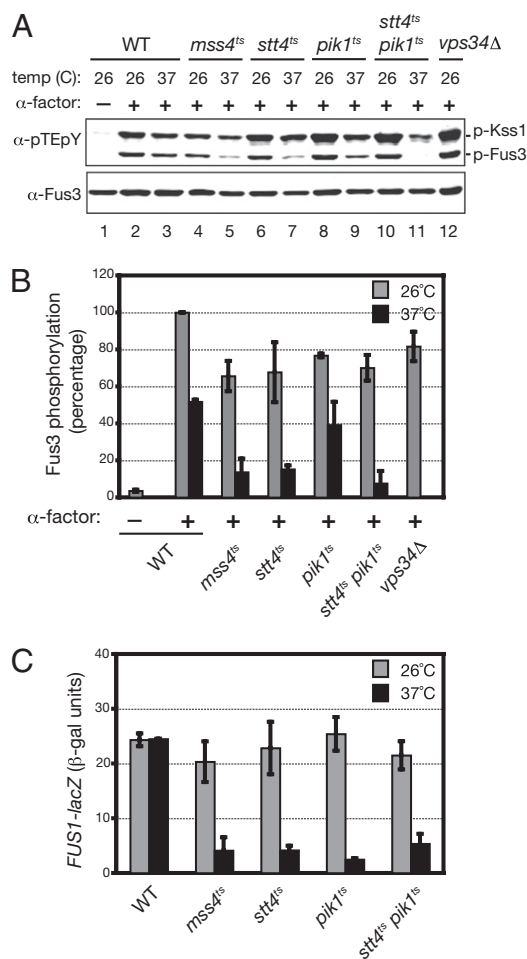 A
WT mss4ts stt4ts pik1ts stt4ts pik1ts vps34Δ
temp (C): 26 26 37 26 37 26 37 26 37 26 37 26
α-factor: – + + + + + + + + + + +
α-pTEpY
p-Kss1
p-Fus3
α-Fus3
1 2 3 4 5 6 7 8 9 10 11 12
B
Fus3 phosphorylation (percentage)
120
100
80
60
40
20
0
26°C
37°C
α-factor: – + + + + + +
WT mss4ts stt4ts pik1ts stt4ts pik1ts vps34Δ
C
FUS1-lacZ (β-gal units)
40
30
20
10
0
26°C
37°C
WT mss4ts stt4ts pik1ts stt4ts pik1ts